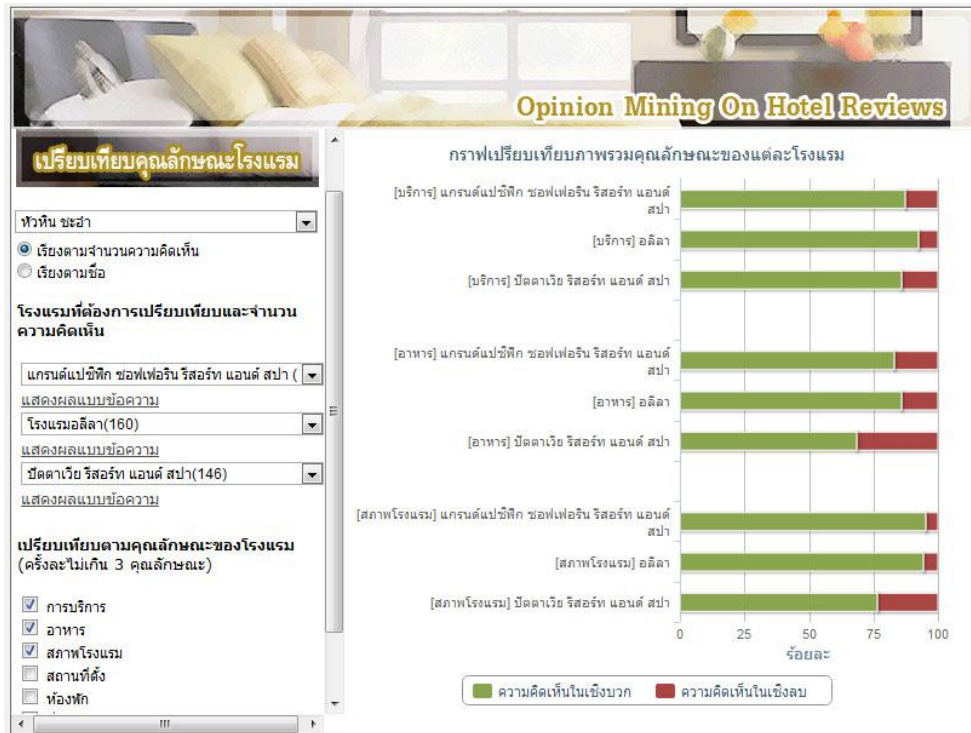 Opinion Mining On Hotel Reviews
เปรียบเทียบคุณลักษณะโรงแรม
หัวหิน ชะอำ
เรียงตามจำนวนความคิดเห็น
เรียงตามชื่อ
โรงแรมที่ต้องการเปรียบเทียบและจำนวน
ความคิดเห็น
แกรนด์แปซิฟิก ซอฟเฟอริน รีสอร์ท แอนด์ สปา (
แสดงผลแบบข้อความ
โรงแรมอลีลา(160)
แสดงผลแบบข้อความ
ปัตตาเวีย รีสอร์ท แอนด์ สปา(146)
แสดงผลแบบข้อความ
เปรียบเทียบตามคุณลักษณะของโรงแรม
(ครั้งละไม่เกิน 3 คุณลักษณะ)
การบริการ
อาหาร
สภาพโรงแรม
สถานที่ตั้ง
ห้องพัก
กราฟเปรียบเทียบภาพรวมคุณลักษณะของแต่ละโรงแรม
[บริการ] แกรนด์แปซิฟิก ซอฟเฟอริน รีสอร์ท แอนด์
สปา
[บริการ] อลีลา
[บริการ] ปัตตาเวีย รีสอร์ท แอนด์ สปา
[อาหาร] แกรนด์แปซิฟิก ซอฟเฟอริน รีสอร์ท แอนด์
สปา
[อาหาร] อลีลา
[อาหาร] ปัตตาเวีย รีสอร์ท แอนด์ สปา
[สภาพโรงแรม] แกรนด์แปซิฟิก ซอฟเฟอริน รีสอร์ท แอนด์
สปา
[สภาพโรงแรม] อลีลา
[สภาพโรงแรม] ปัตตาเวีย รีสอร์ท แอนด์ สปา
0 25 50 75 100
ร้อยละ
ความคิดเห็นในเชิงบวก ความคิดเห็นในเชิงลบ